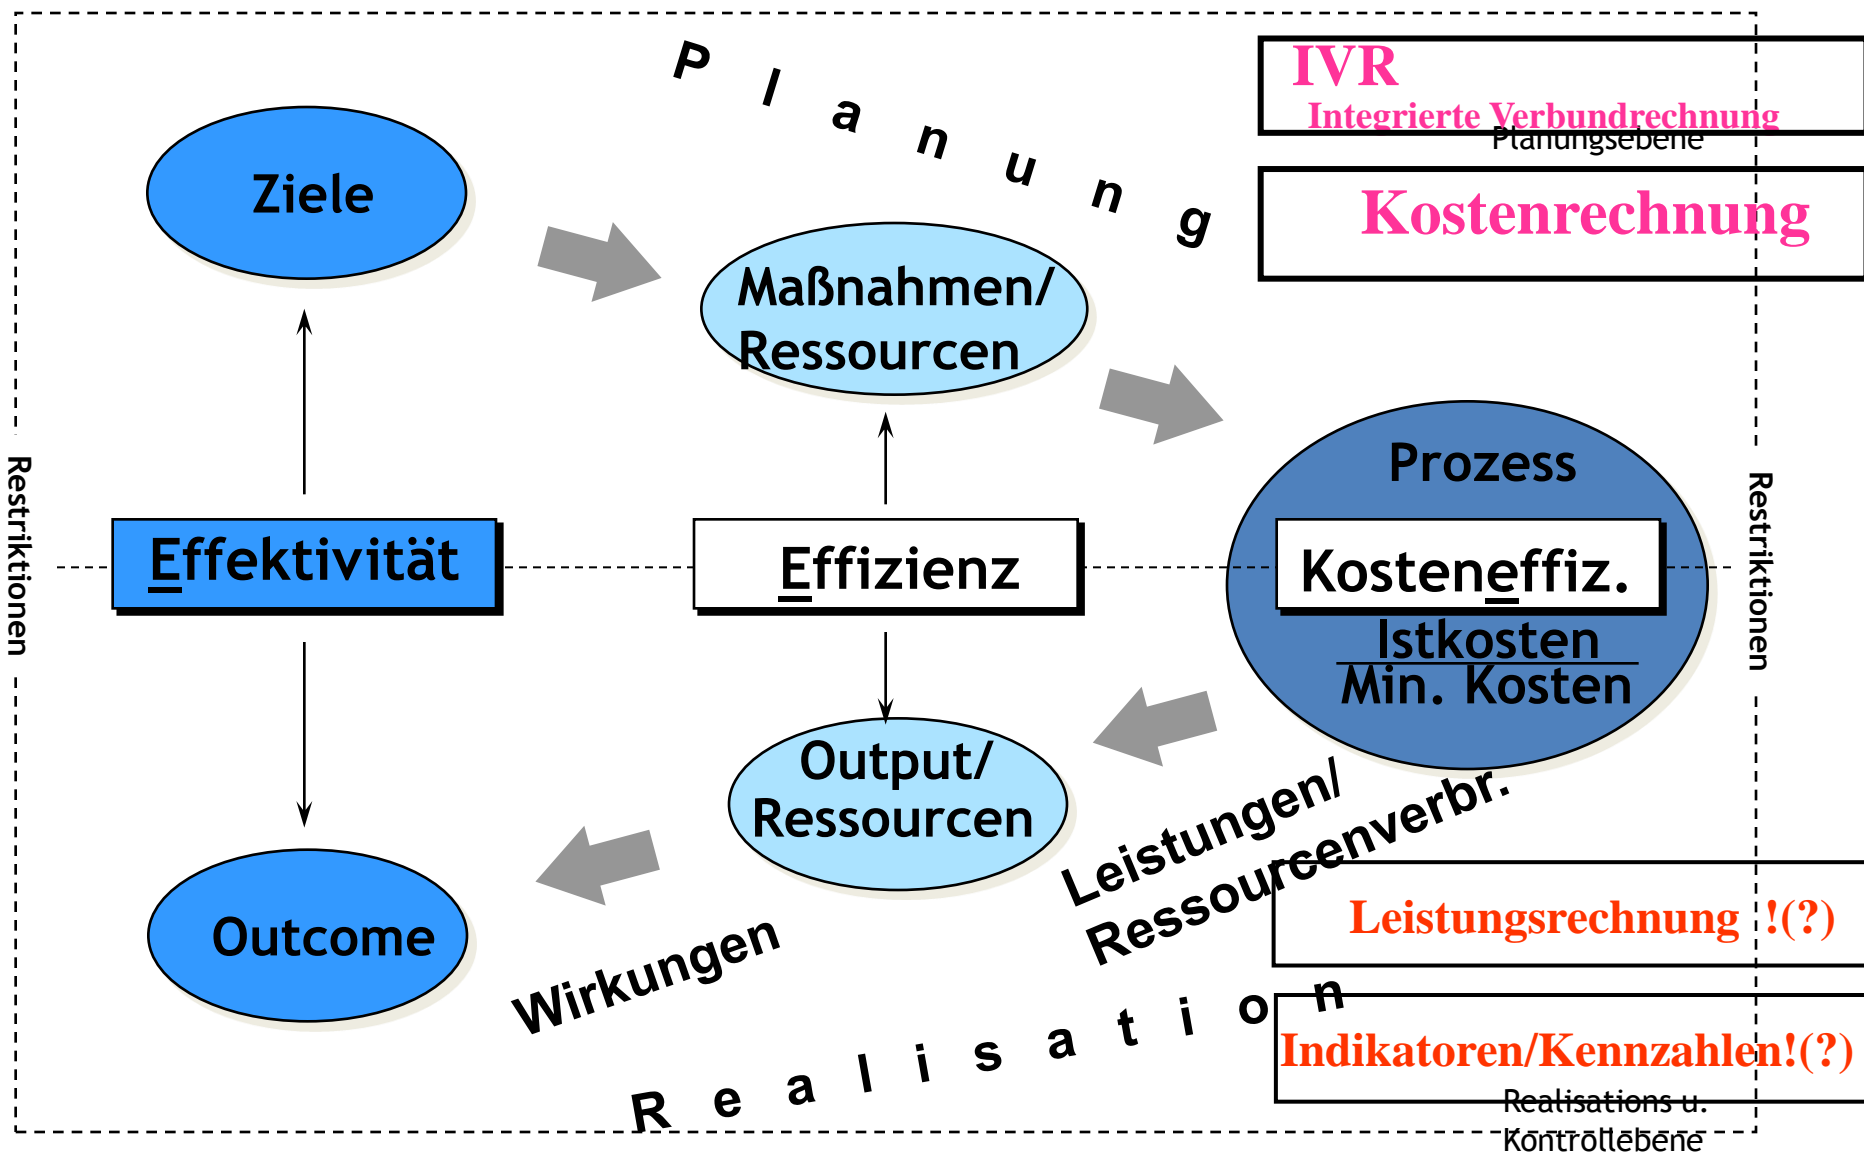 Planung
IVR
Integrierte Verbundrechnung
Planungsebene
Kostenrechnung
Ziele
Maßnahmen/
Ressourcen
Prozess
Restriktionen
Effektivität
Effizienz
Kosteneffiz.
Restriktionen
Istkosten
Min. Kosten
Output/
Ressourcen
Leistungen/
Ressourcenverbr.
Outcome
Wirkungen
Leistungsrechnung !(?)
Realisation
Indikatoren/Kennzahlen!(?)
Realisations u.
Kontrollebene